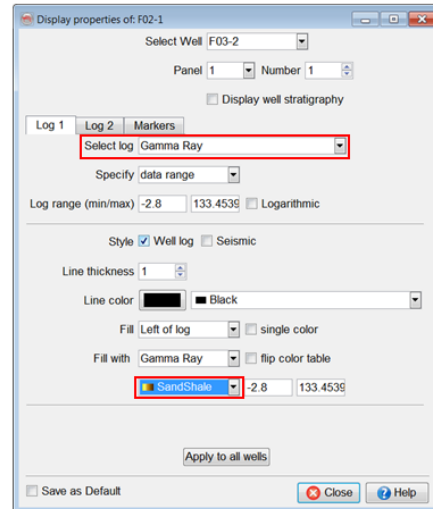 Display properties of: F02-1
Select Well F03-2
Panel 1 Number 1
Display well stratigraphy
Log 1 Log 2 Markers
Select log Gamma Ray
Specify data range
Log range (min/max) -2.8 133.4539 Logarithmic
Style Well log Seismic
Line thickness 1
Line color Black
Fill Left of log single color
Fill with Gamma Ray flip color table
SandShale -2.8 133.4539
Apply to all wells
Save as Default Close Help